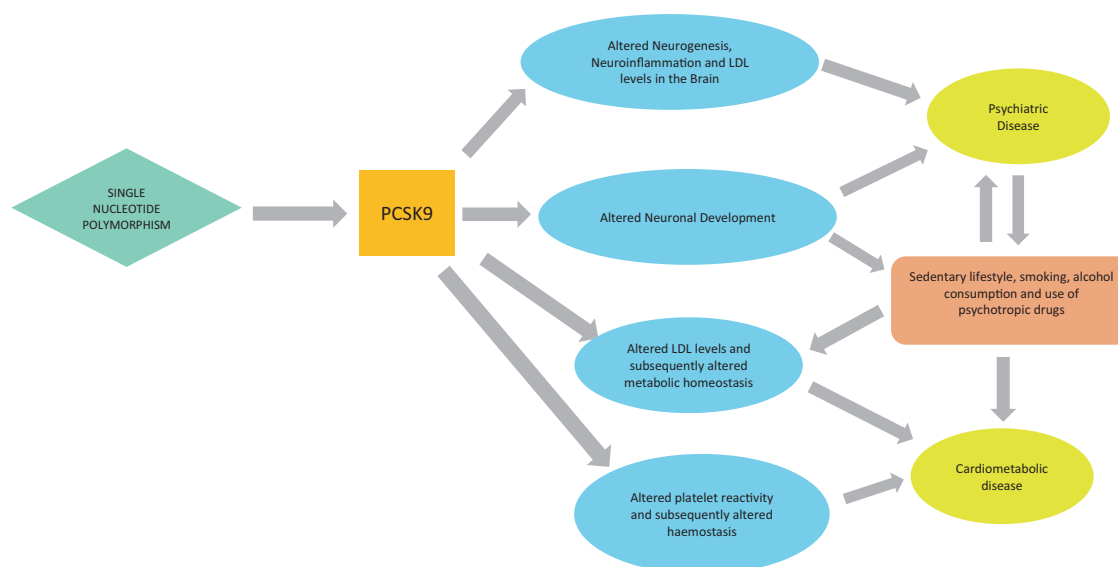 SINGLE
NUCLEOTIDE
POLYMORPHISM
PCSK9
Altered Neurogenesis,
Neuroinflammation and LDL
levels in the Brain
Altered Neuronal Development
Altered LDL levels and
subsequently altered
metabolic homeostasis
Altered platelet reactivity
and subsequently altered
haemostasis
Psychiatric
Disease
Sedentary lifestyle, smoking, alcohol
consumption and use of
psychotropic drugs
Cardiometabolic
disease